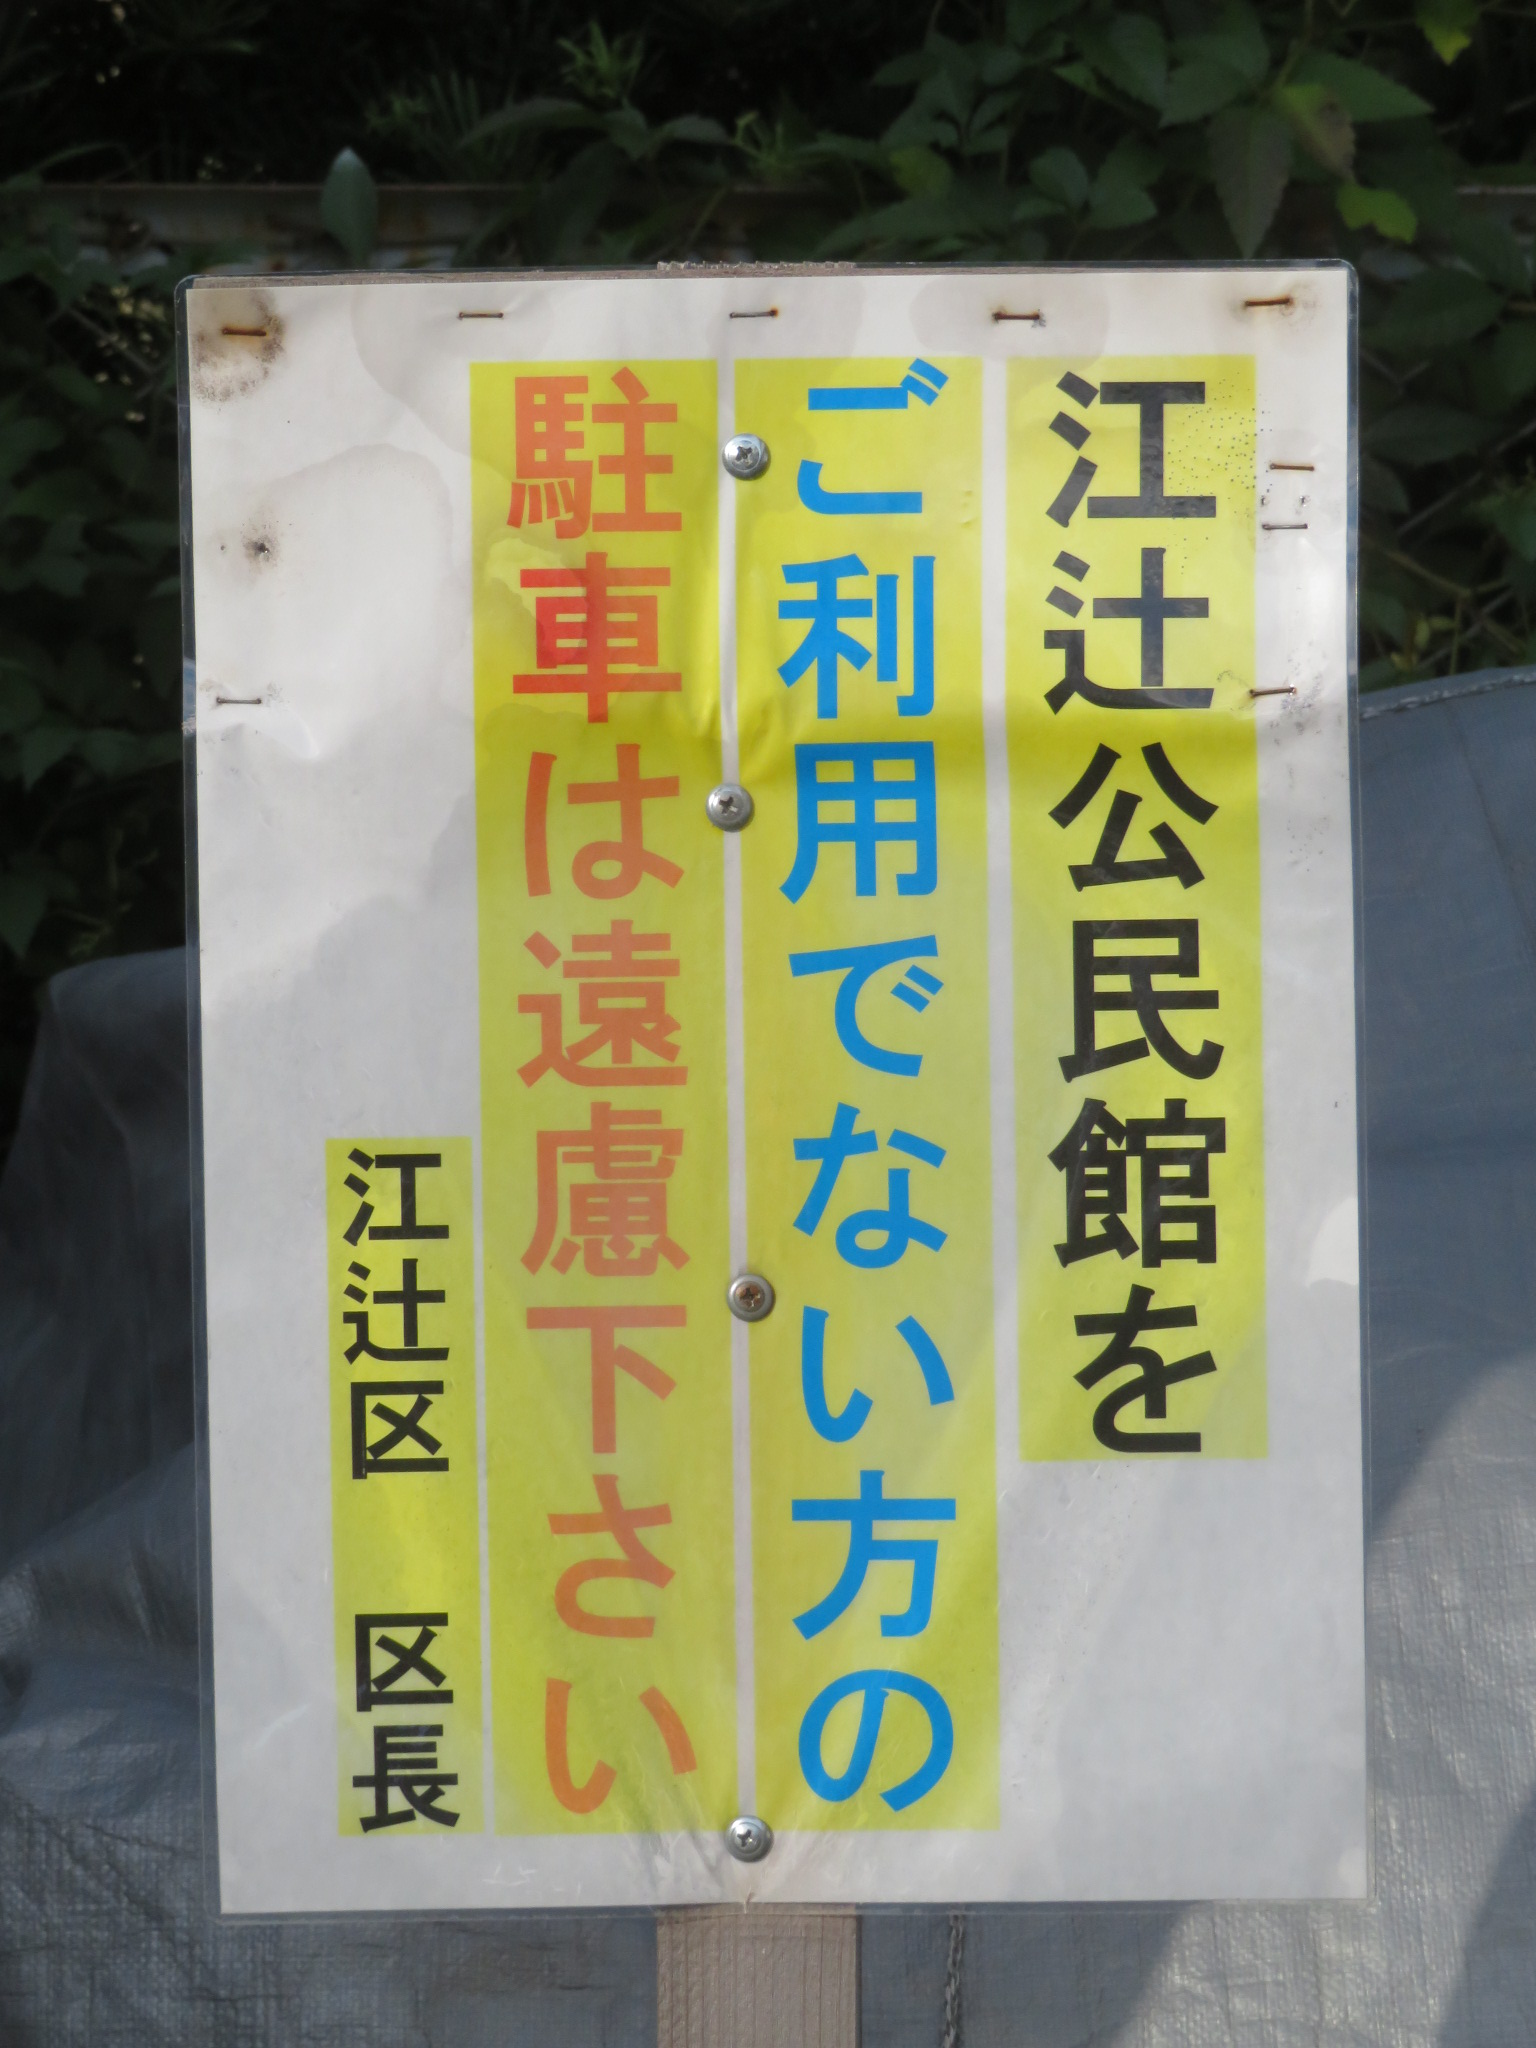 江辻公民館を
ご利用でない方の
駐車は遠慮下さい
江辻区　区長